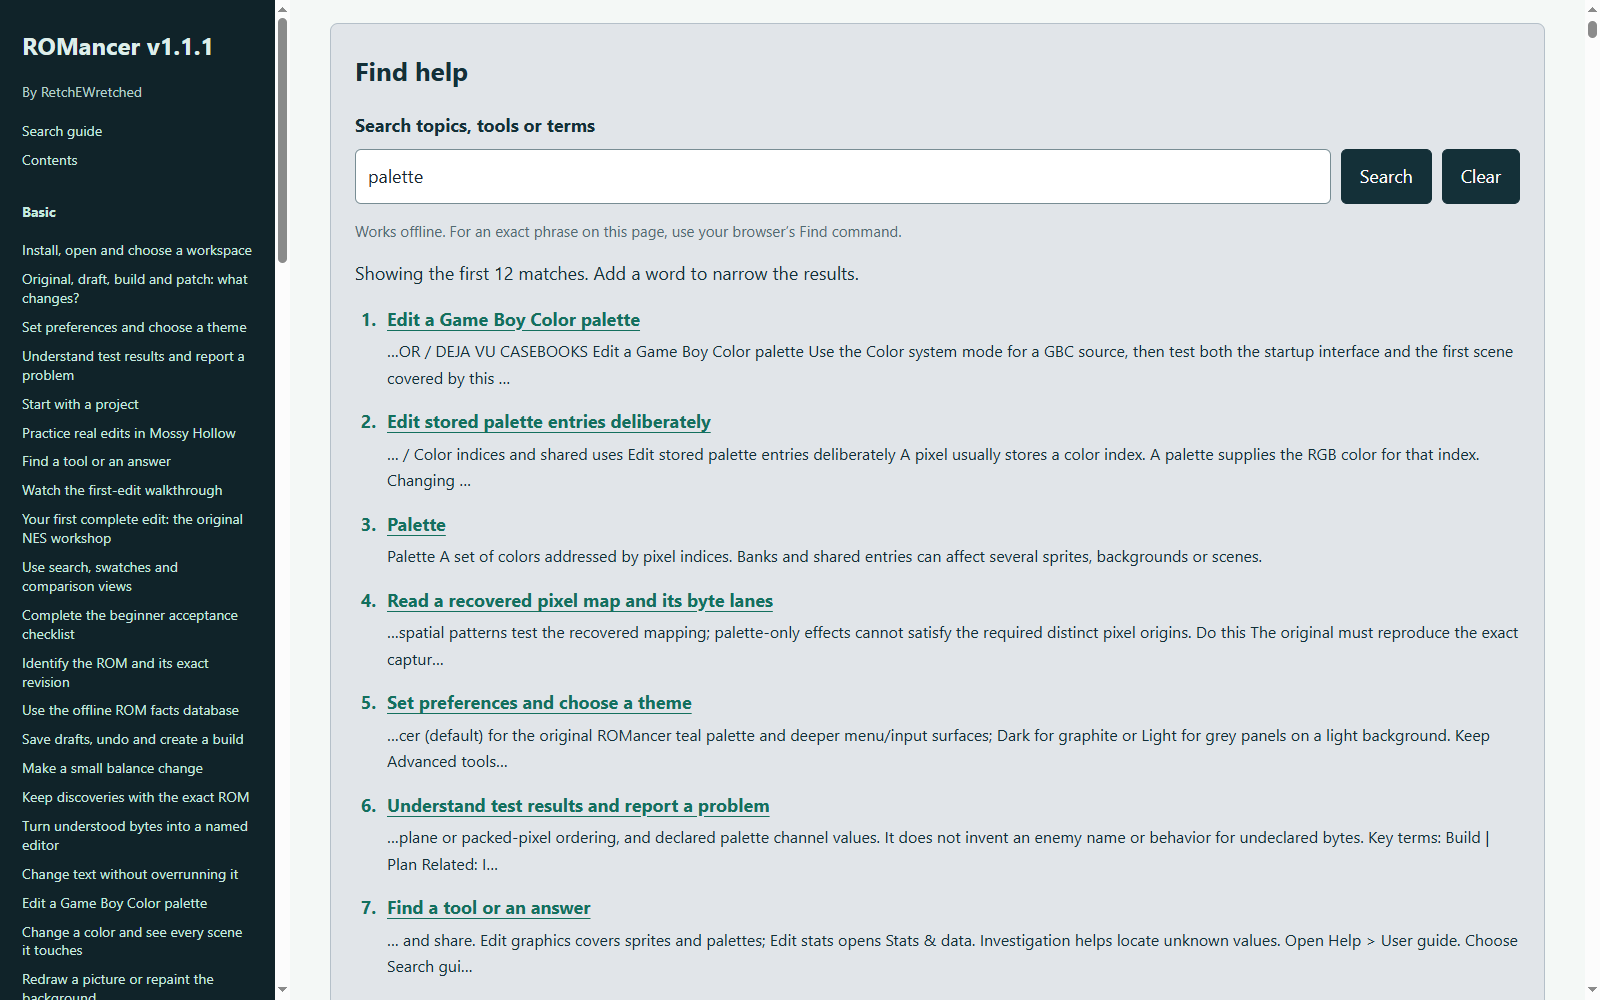 ROMancer v1.1.1
By RetchEWretched
Search guide
Contents
Basic
Install, open and choose a workspace
Original, draft, build and patch: what
changes?
Set preferences and choose a theme
Understand test results and report a
problem
Start with a project
Practice real edits in Mossy Hollow
Find a tool or an answer
Watch the first-edit walkthrough
Your first complete edit: the original
NES workshop
Use search, swatches and
comparison views
Complete the beginner acceptance
checklist
Identify the ROM and its exact
revision
Use the offline ROM facts database
Save drafts, undo and create a build
Make a small balance change
Keep discoveries with the exact ROM
Turn understood bytes into a named
editor
Change text without overrunning it
Edit a Game Boy Color palette
Change a color and see every scene
it touches
Redraw a picture or repaint the
background
Find help
Search topics, tools or terms
palette
Search
Clear
Works offline. For an exact phrase on this page, use your browser’s Find command.
Showing the first 12 matches. Add a word to narrow the results.
1. Edit a Game Boy Color palette
...OR / DEJA VU CASEBOOKS Edit a Game Boy Color palette Use the Color system mode for a GBC source, then test both the startup interface and the first scene
covered by this ...
2. Edit stored palette entries deliberately
... / Color indices and shared uses Edit stored palette entries deliberately A pixel usually stores a color index. A palette supplies the RGB color for that index.
Changing ...
3. Palette
Palette A set of colors addressed by pixel indices. Banks and shared entries can affect several sprites, backgrounds or scenes.
4. Read a recovered pixel map and its byte lanes
...spatial patterns test the recovered mapping; palette-only effects cannot satisfy the required distinct pixel origins. Do this The original must reproduce the exact
captur...
5. Set preferences and choose a theme
...cer (default) for the original ROMancer teal palette and deeper menu/input surfaces; Dark for graphite or Light for grey panels on a light background. Keep
Advanced tools...
6. Understand test results and report a problem
...plane or packed-pixel ordering, and declared palette channel values. It does not invent an enemy name or behavior for undeclared bytes. Key terms: Build |
Plan Related: I...
7. Find a tool or an answer
... and share. Edit graphics covers sprites and palettes; Edit stats opens Stats & data. Investigation helps locate unknown values. Open Help > User guide. Choose
Search gui...